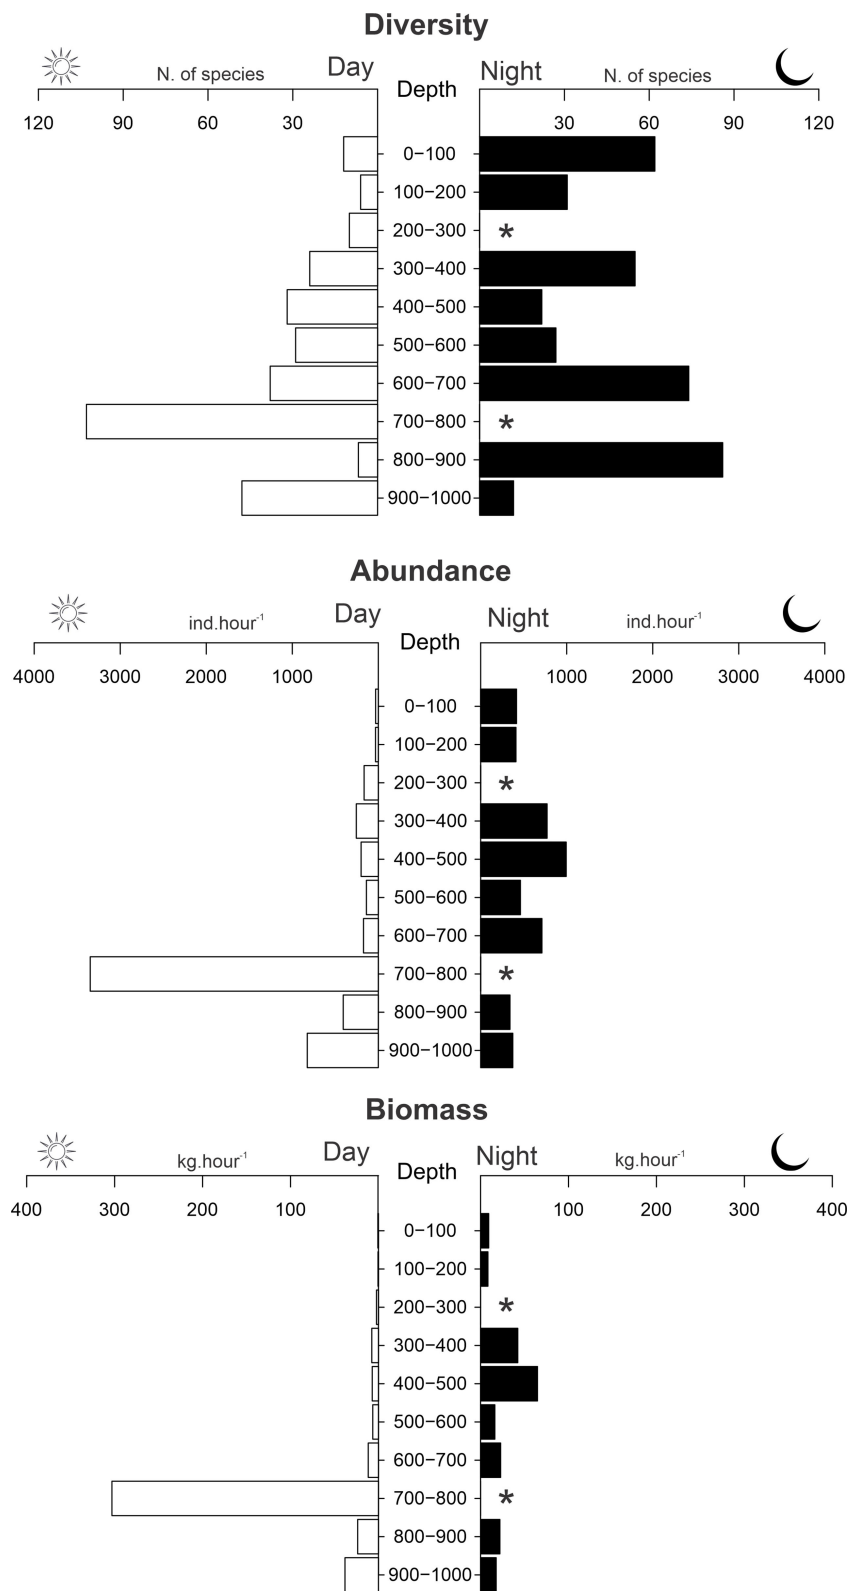 Diversity
N. of species Day Night N. of species
Depth
120 90 60 30 30 60 90 120
0−100
100−200
200−300 *
300−400
400−500
500−600
600−700
700−800 *
800−900
900−1000
Abundance
ind.hour⁻¹ Day Night ind.hour⁻¹
Depth
4000 3000 2000 1000 1000 2000 3000 4000
0−100
100−200
200−300 *
300−400
400−500
500−600
600−700
700−800 *
800−900
900−1000
Biomass
kg.hour⁻¹ Day Night kg.hour⁻¹
Depth
400 300 200 100 100 200 300 400
0−100
100−200
200−300 *
300−400
400−500
500−600
600−700
700−800 *
800−900
900−1000